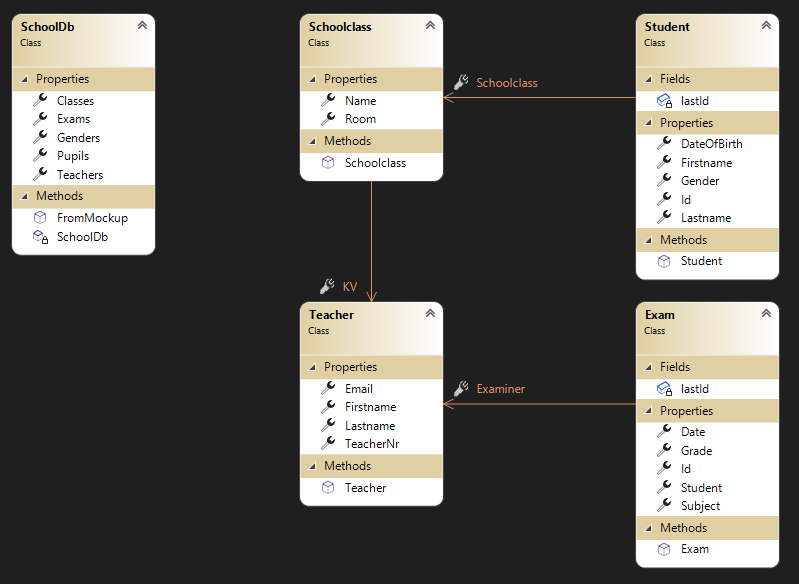 SchoolDb
Class
Properties
Classes
Exams
Genders
Pupils
Teachers
Methods
FromMockup
SchoolDb
Schoolclass
Class
Properties
Name
Room
Methods
Schoolclass
Schoolclass
Student
Class
Fields
lastId
Properties
DateOfBirth
Firstname
Gender
Id
Lastname
Methods
Student
KV
Teacher
Class
Properties
Email
Firstname
Lastname
TeacherNr
Methods
Teacher
Examiner
Exam
Class
Fields
lastId
Properties
Date
Grade
Id
Student
Subject
Methods
Exam